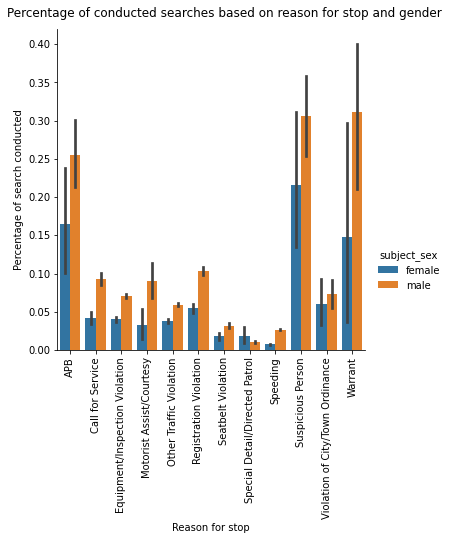 Percentage of conducted searches based on reason for stop and gender
Percentage of search conducted
0.40
0.35
0.30
0.25
0.20
0.15
0.10
0.05
0.00
APB
Call for Service
Equipment/Inspection Violation
Motorist Assist/Courtesy
Other Traffic Violation
Registration Violation
Seatbelt Violation
Special Detail/Directed Patrol
Speeding
Suspicious Person
Violation of City/Town Ordinance
Warrant
Reason for stop
subject_sex
female
male